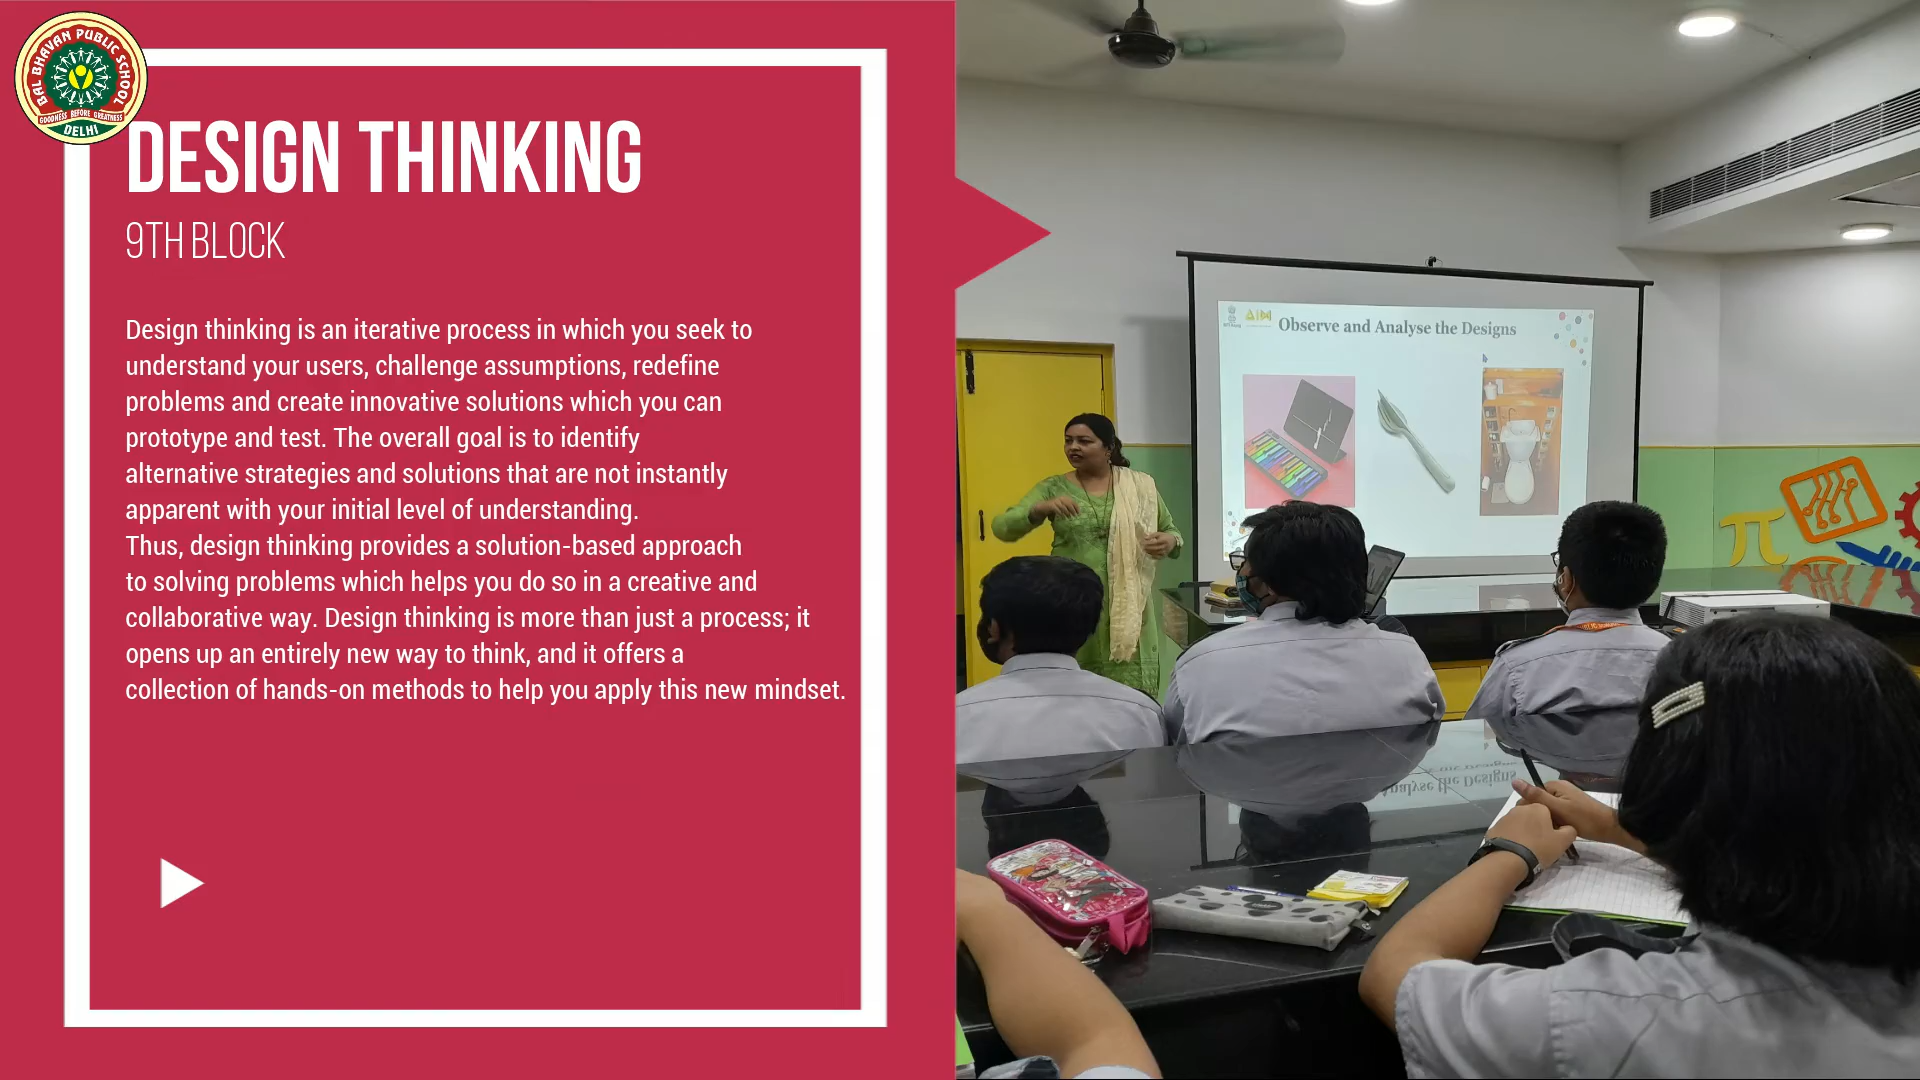 BAL BHAVAN PUBLIC SCHOOL
GOODNESS BEFORE GREATNESS
DELHI
DESIGN THINKING
9TH BLOCK
Design thinking is an iterative process in which you seek to
understand your users, challenge assumptions, redefine
problems and create innovative solutions which you can
prototype and test. The overall goal is to identify
alternative strategies and solutions that are not instantly
apparent with your initial level of understanding.
Thus, design thinking provides a solution-based approach
to solving problems which helps you do so in a creative and
collaborative way. Design thinking is more than just a process; it
opens up an entirely new way to think, and it offers a
collection of hands-on methods to help you apply this new mindset.
AIM
Observe and Analyse the Designs
π
Analyse the Designs